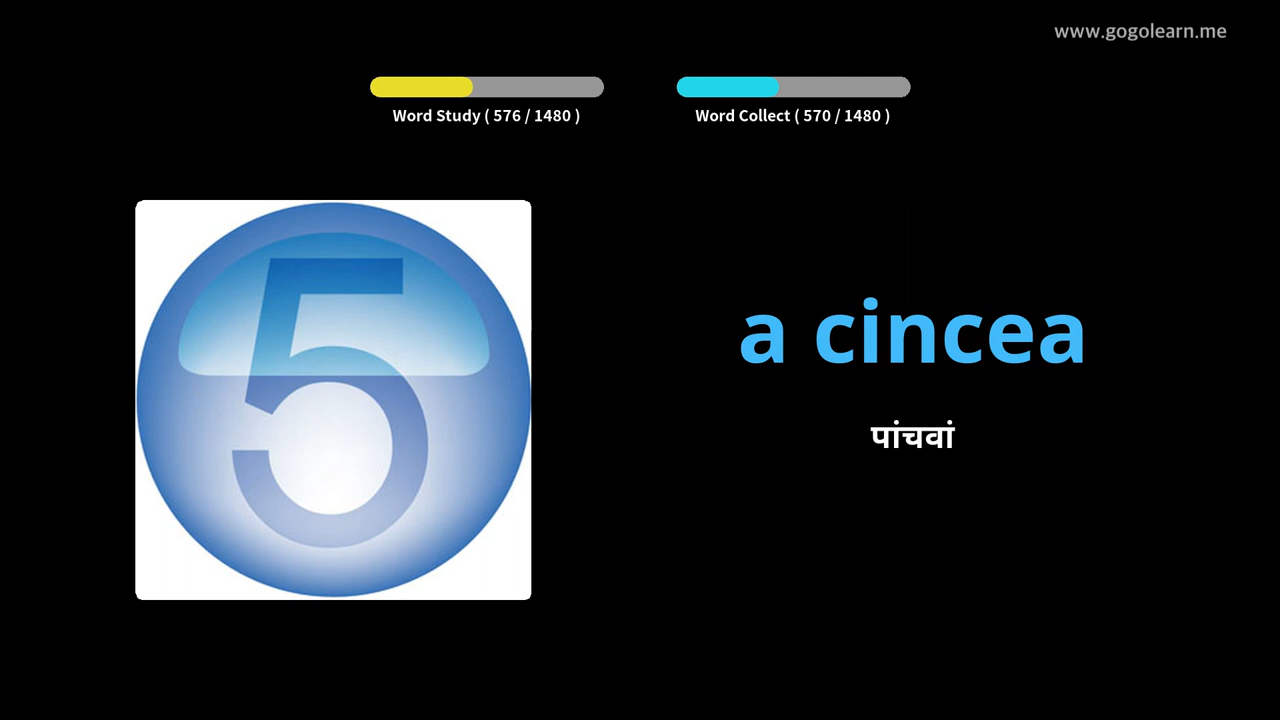 www.gogolearn.me
Word Study ( 576 / 1480 )
Word Collect ( 570 / 1480 )
5
a cincea
पांचवां